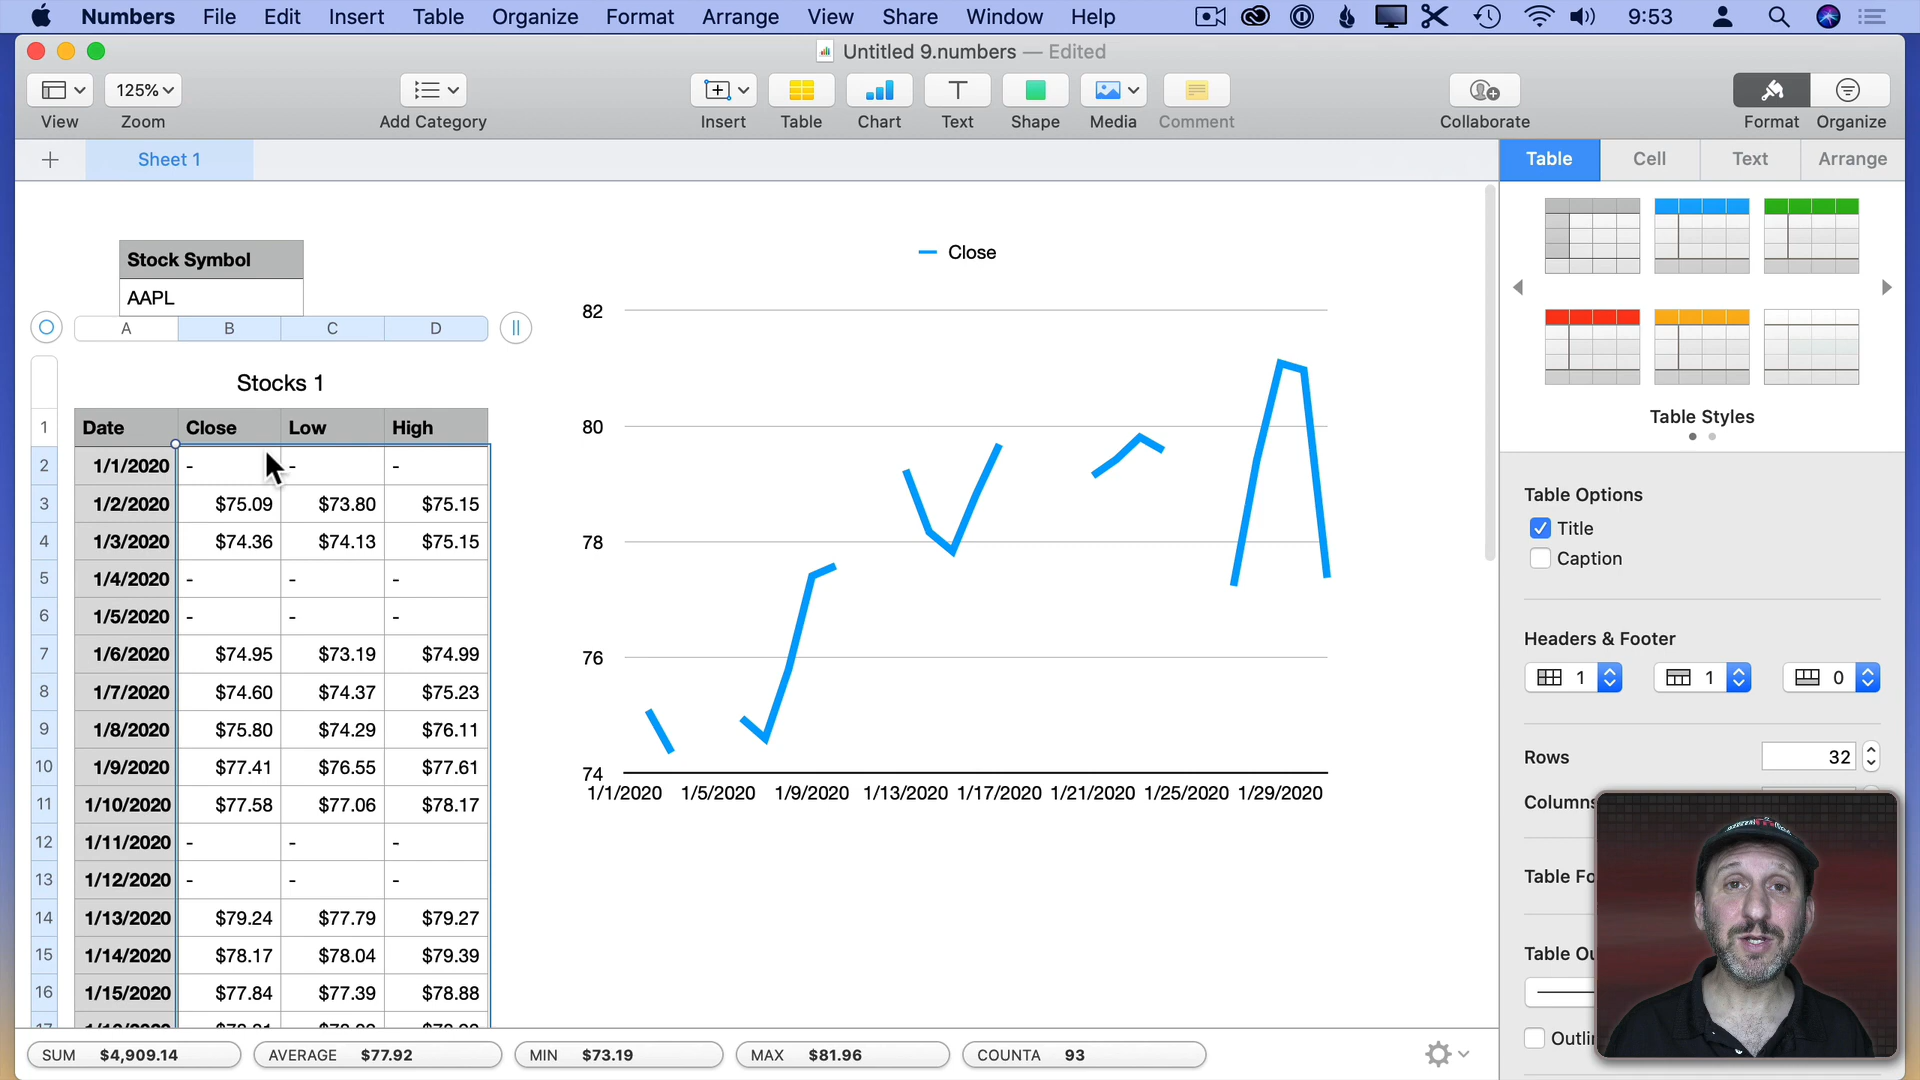 Numbers File Edit Insert Table Organize Format Arrange View Share Window Help 9:53
Untitled 9.numbers — Edited
125%
View Zoom Add Category Insert Table Chart Text Shape Media Comment Collaborate Format Organize
Sheet 1
Table Cell Text Arrange
Stock Symbol
AAPL
A B C D
Stocks 1
1 Date Close Low High
2 1/1/2020 - - -
3 1/2/2020 $75.09 $73.80 $75.15
4 1/3/2020 $74.36 $74.13 $75.15
5 1/4/2020 - - -
6 1/5/2020 - - -
7 1/6/2020 $74.95 $73.19 $74.99
8 1/7/2020 $74.60 $74.37 $75.23
9 1/8/2020 $75.80 $74.29 $76.11
10 1/9/2020 $77.41 $76.55 $77.61
11 1/10/2020 $77.58 $77.06 $78.17
12 1/11/2020 - - -
13 1/12/2020 - - -
14 1/13/2020 $79.24 $77.79 $79.27
15 1/14/2020 $78.17 $78.04 $79.39
16 1/15/2020 $77.84 $77.39 $78.88
Close
82
80
78
76
74
1/1/2020 1/5/2020 1/9/2020 1/13/2020 1/17/2020 1/21/2020 1/25/2020 1/29/2020
Table Styles
Table Options
Title
Caption
Headers & Footer
1 1 0
Rows 32
Columns
Table Fo
Table Ou
Outli
SUM $4,909.14 AVERAGE $77.92 MIN $73.19 MAX $81.96 COUNTA 93